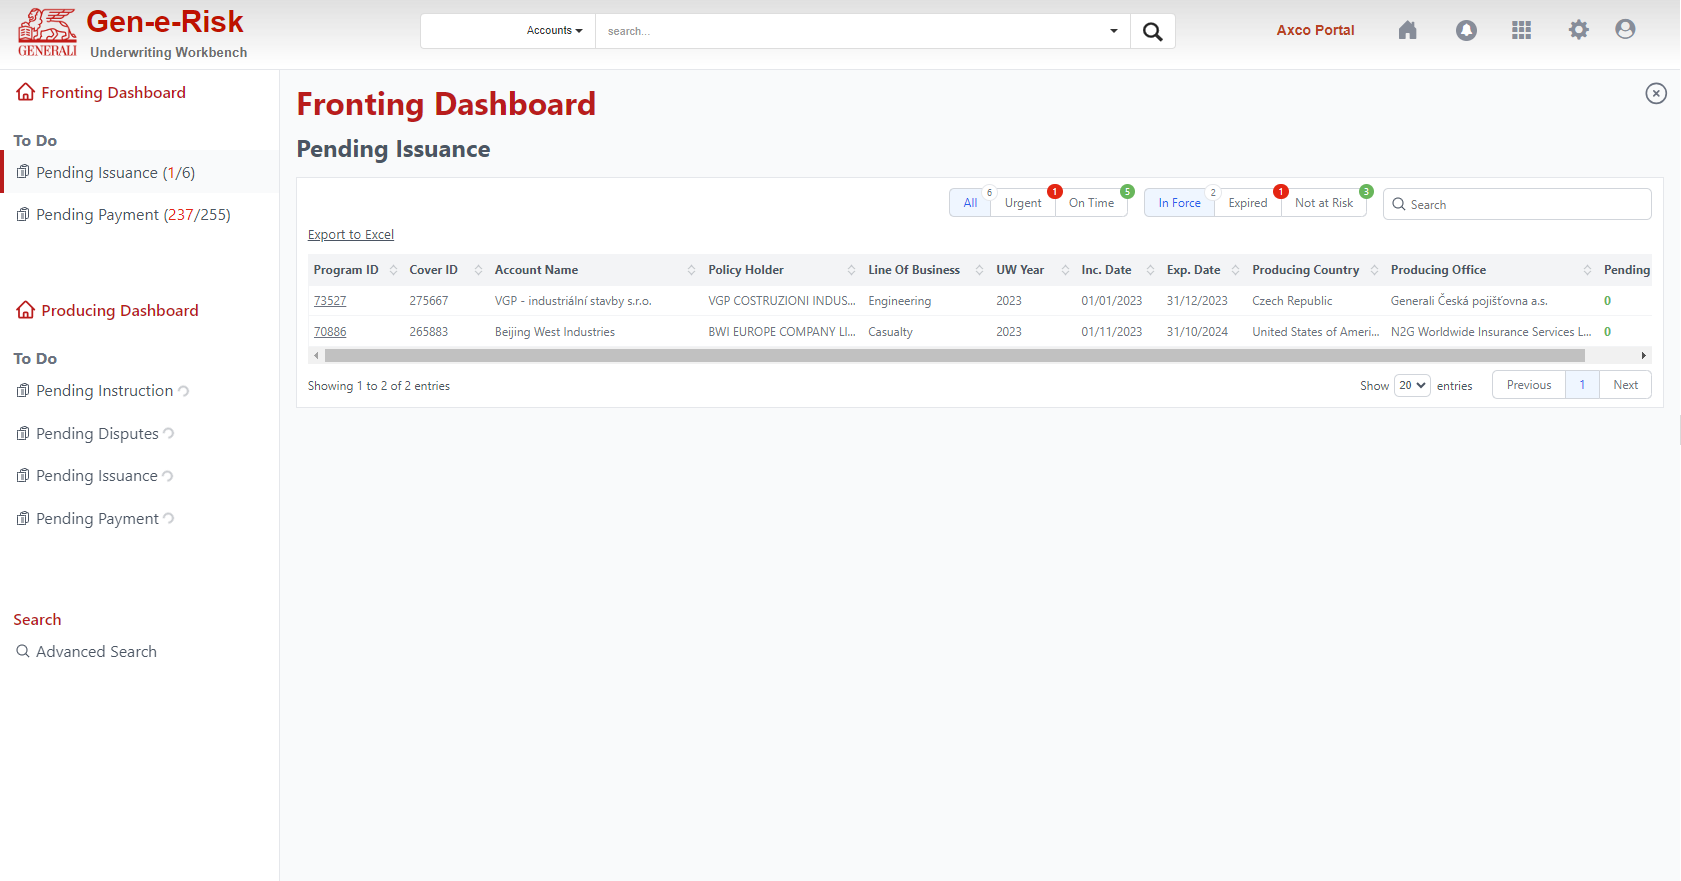 GENERALI
Gen-e-Risk
Underwriting Workbench
Accounts
search...
Axco Portal
Fronting Dashboard
To Do
Pending Issuance (1/6)
Pending Payment (237/255)
Producing Dashboard
To Do
Pending Instruction
Pending Disputes
Pending Issuance
Pending Payment
Search
Advanced Search
Fronting Dashboard
Pending Issuance
All 6 Urgent 1 On Time 5 In Force 2 Expired 1 Not at Risk 3 Search
Export to Excel
Program ID Cover ID Account Name Policy Holder Line Of Business UW Year Inc. Date Exp. Date Producing Country Producing Office Pending
73527 275667 VGP - industriální stavby s.r.o. VGP COSTRUZIONI INDUS... Engineering 2023 01/01/2023 31/12/2023 Czech Republic Generali Česká pojišťovna a.s. 0
70886 265883 Beijing West Industries BWI EUROPE COMPANY LI... Casualty 2023 01/11/2023 31/10/2024 United States of Ameri... N2G Worldwide Insurance Services L... 0
Showing 1 to 2 of 2 entries Show 20 entries Previous 1 Next